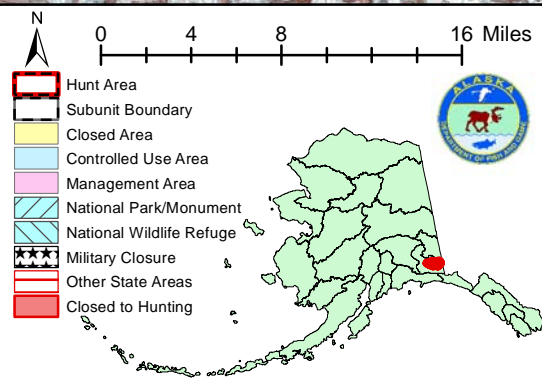 N
0 4 8 16 Miles
Hunt Area
Subunit Boundary
Closed Area
Controlled Use Area
Management Area
National Park/Monument
National Wildlife Refuge
Military Closure
Other State Areas
Closed to Hunting
ALASKA
DEPARTMENT OF FISH AND GAME